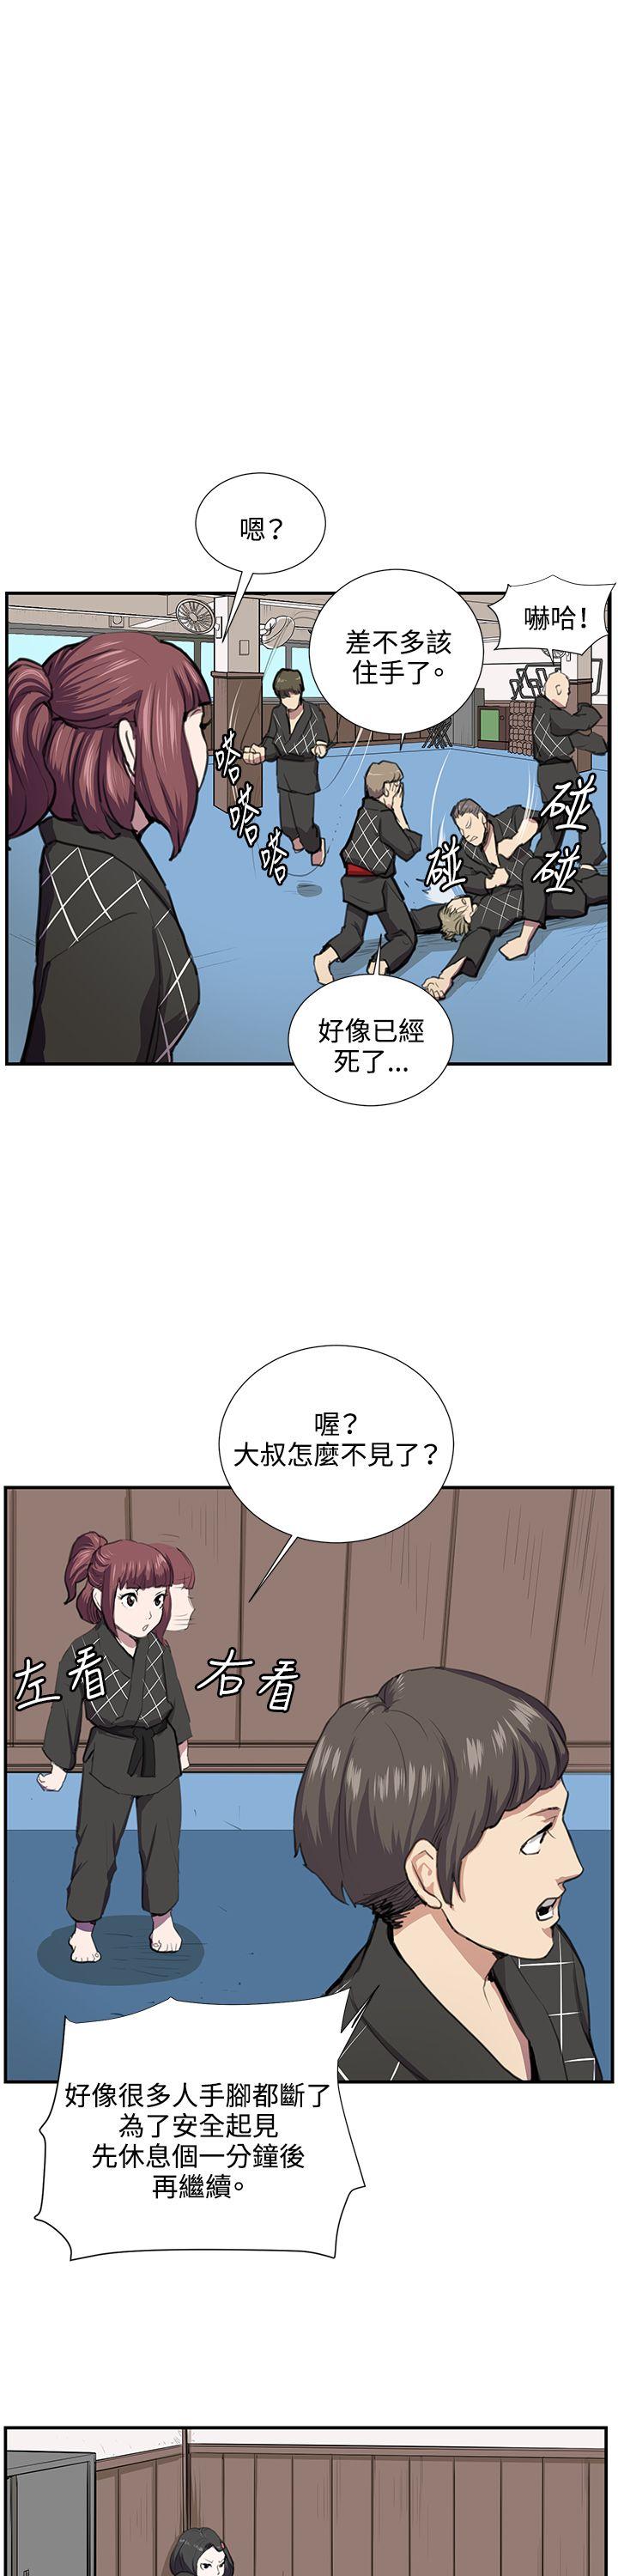 嗯？
差不多該
住手了。
嚇哈！
嗒
嗒
嗒
碰
碰
碰
好像已經
死了...
喔？
大叔怎麼不見了？
左看
右看
好像很多人手腳都斷了
為了安全起見
先休息個一分鐘後
再繼續。